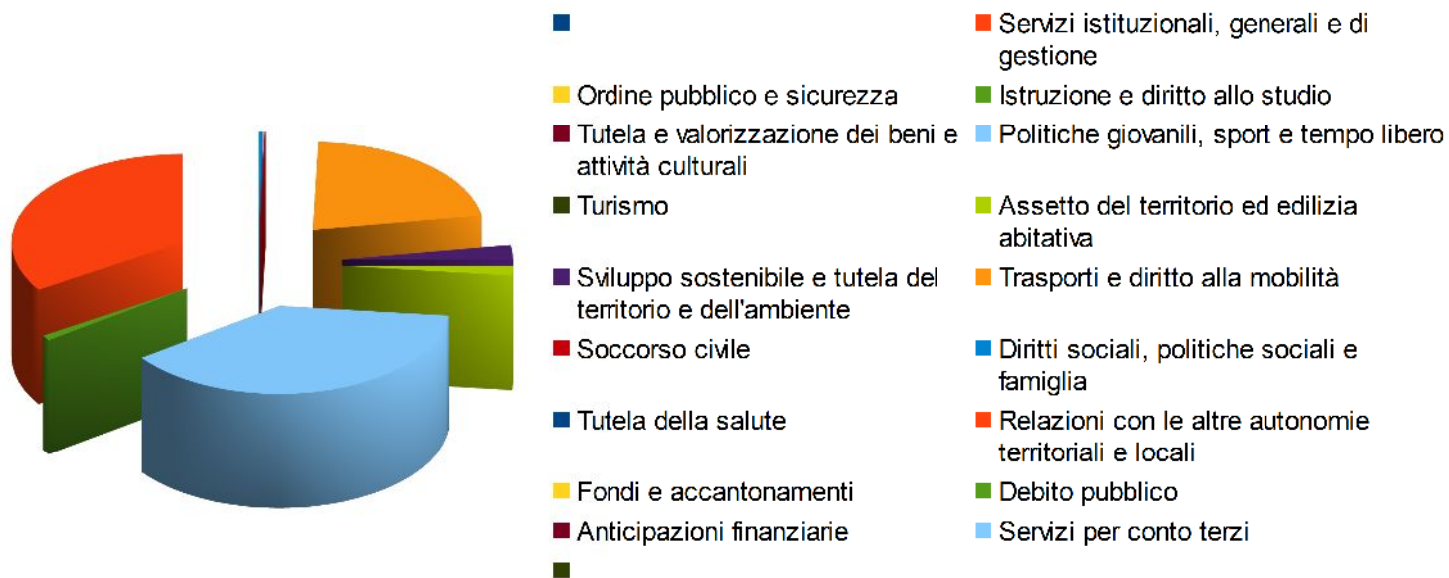 Servizi istituzionali, generali e di
gestione
Ordine pubblico e sicurezza
Istruzione e diritto allo studio
Tutela e valorizzazione dei beni e
attività culturali
Politiche giovanili, sport e tempo libero
Turismo
Assetto del territorio ed edilizia
abitativa
Sviluppo sostenibile e tutela del
territorio e dell'ambiente
Trasporti e diritto alla mobilità
Soccorso civile
Diritti sociali, politiche sociali e
famiglia
Tutela della salute
Relazioni con le altre autonomie
territoriali e locali
Fondi e accantonamenti
Debito pubblico
Anticipazioni finanziarie
Servizi per conto terzi